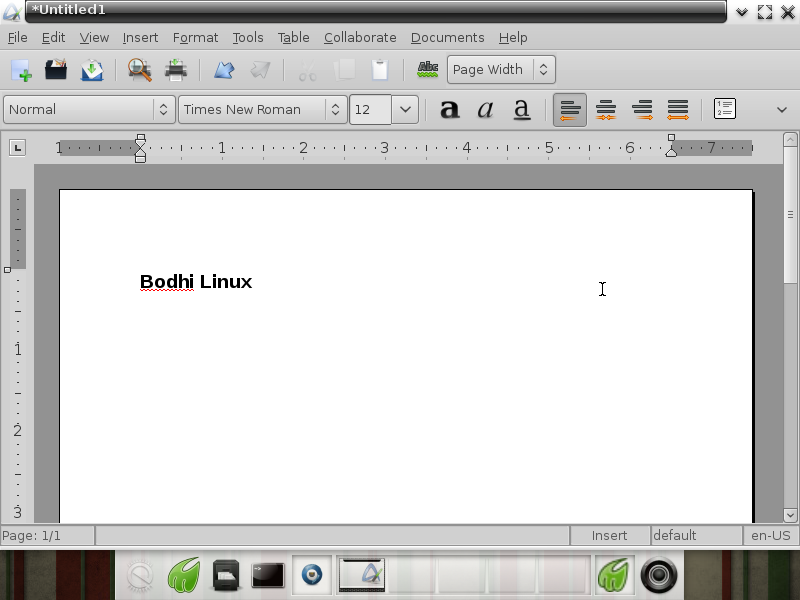 *Untitled1
File Edit View Insert Format Tools Table Collaborate Documents Help
Abc Page Width
Normal Times New Roman 12 a a a
1 1 2 3 4 5 6 7
Bodhi Linux
1
2
3
Page: 1/1 Insert default en-US